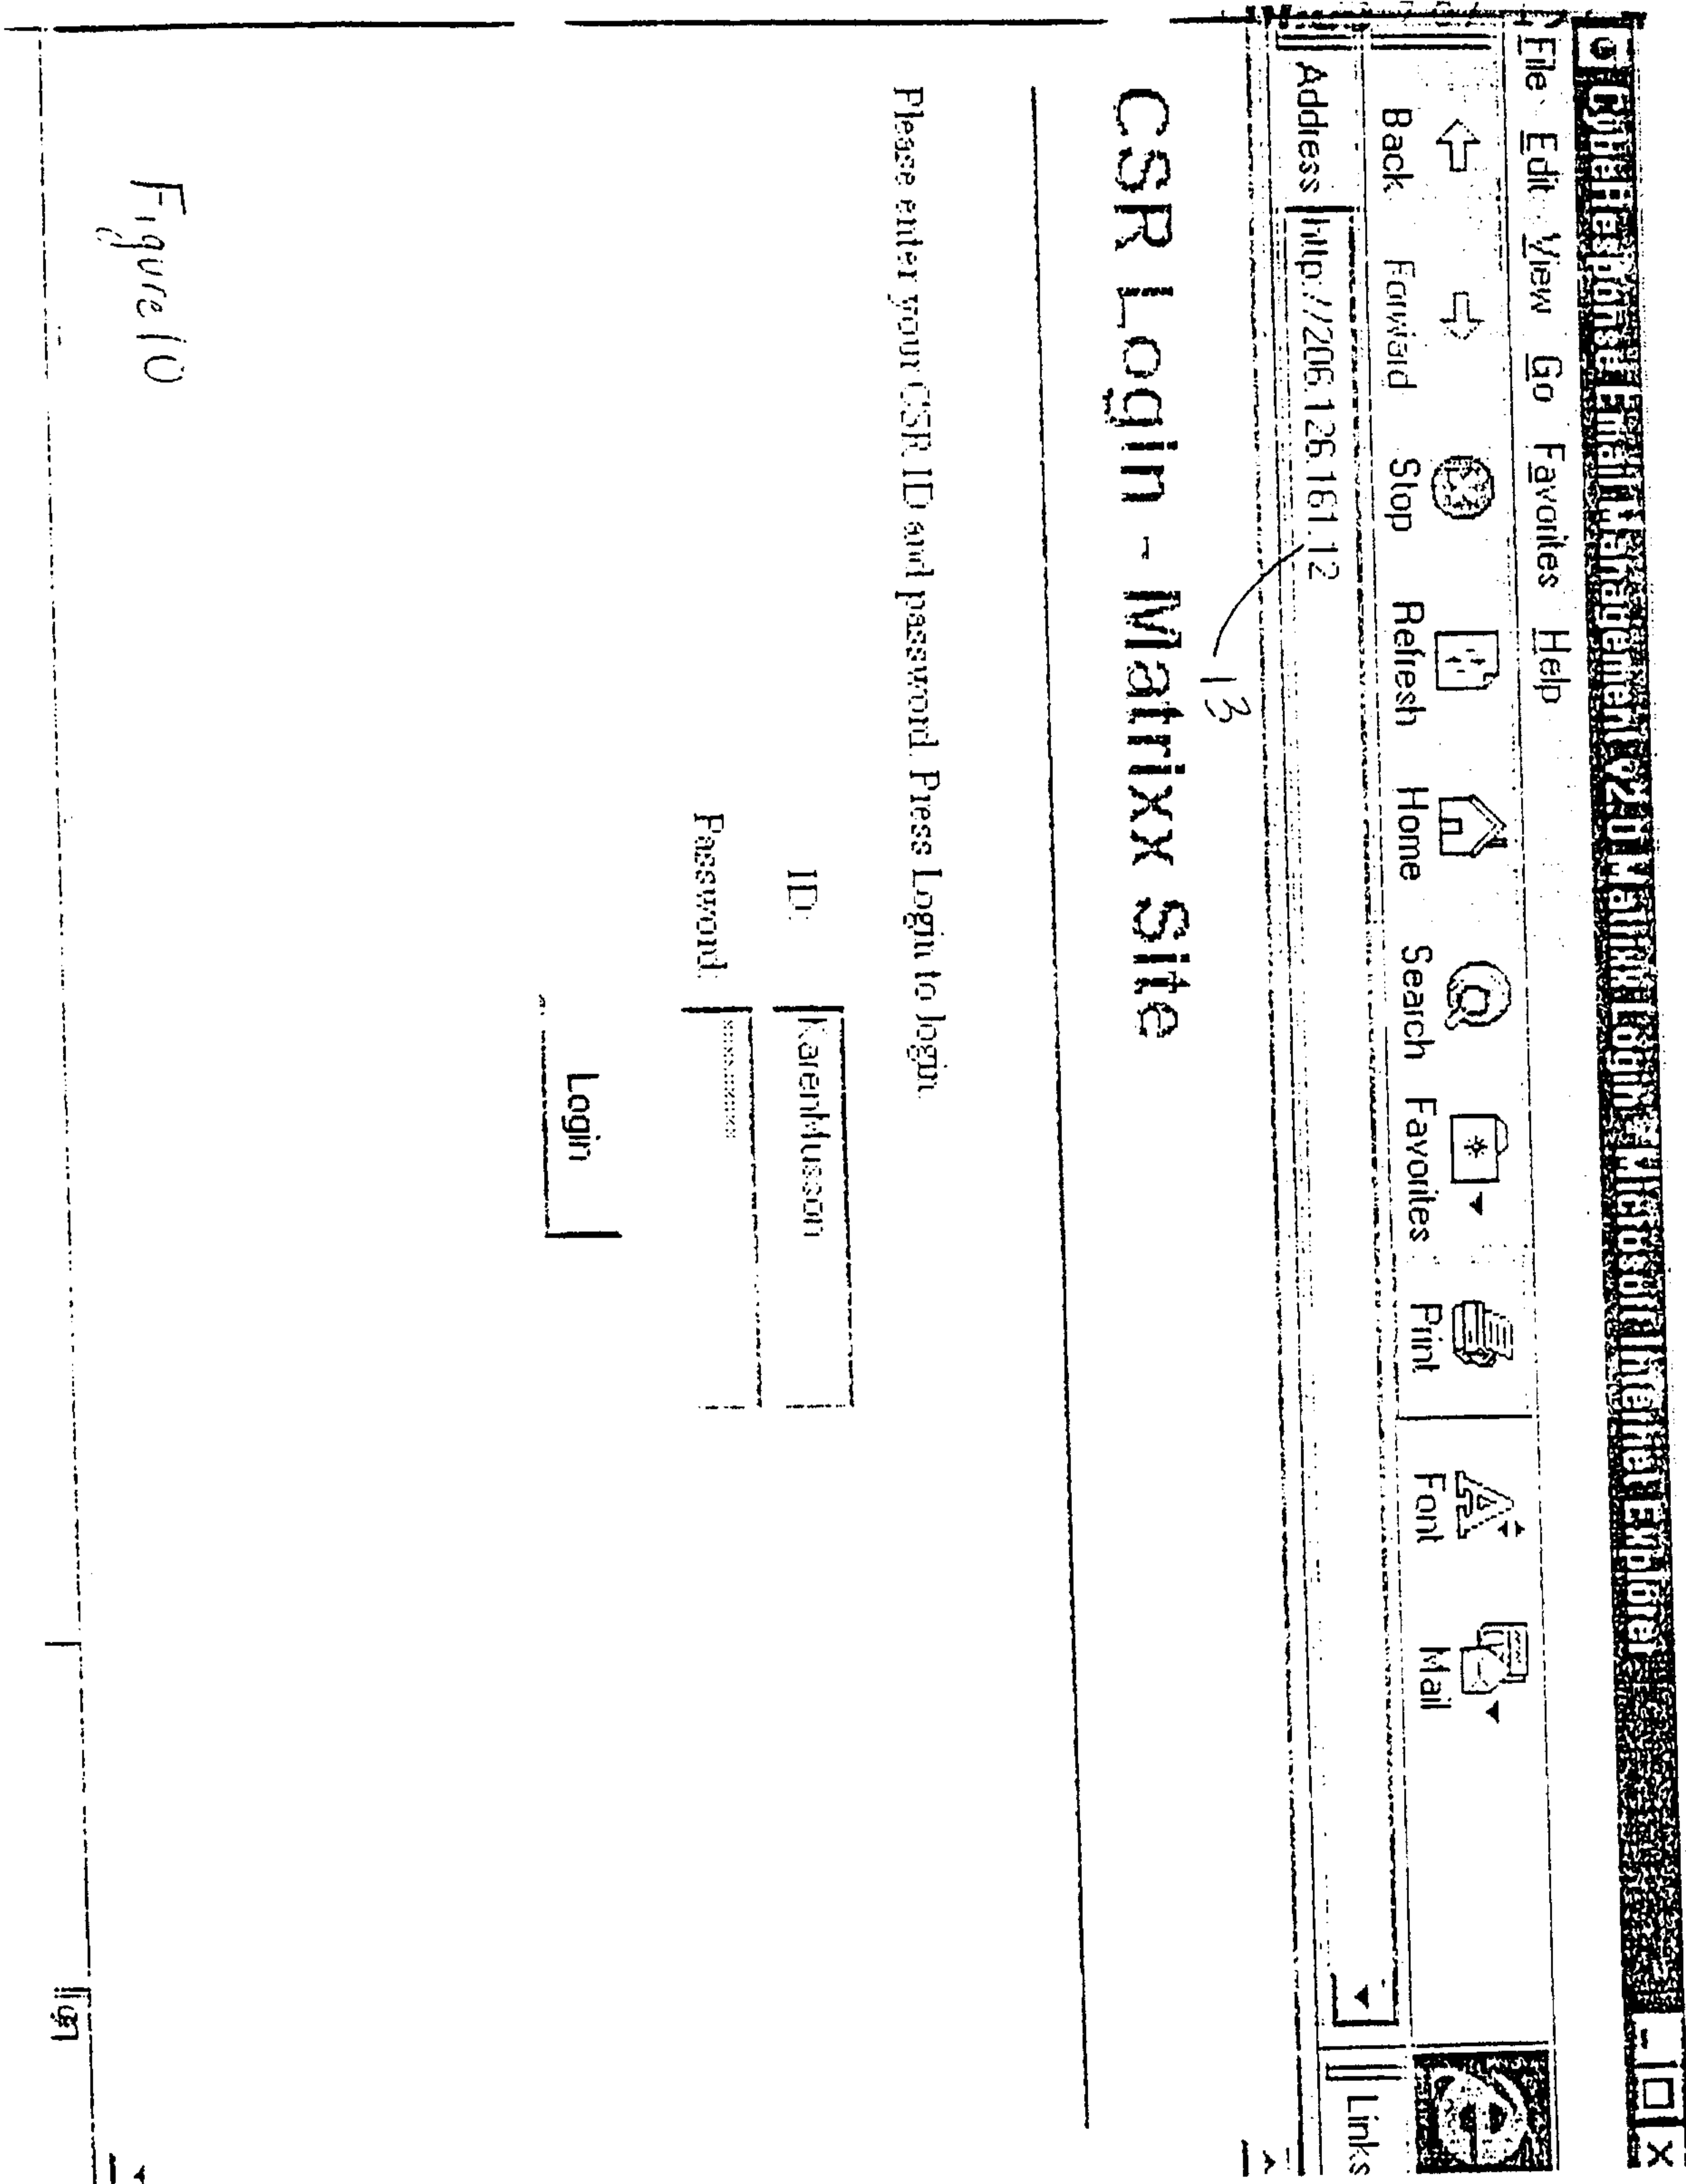 CyberResponse Email Management v2.0 Matrixx Login - Microsoft Internet Explorer
File Edit View Go Favorites Help
Back Forward Stop Refresh Home Search Favorites Print Font Mail
Address http://206.126.161.12 Links
13
CSR Login - Matrixx Site
Please enter your CSR ID and password. Press Login to login.
ID: KarenMusson
Password: ********
Login
Figure 10